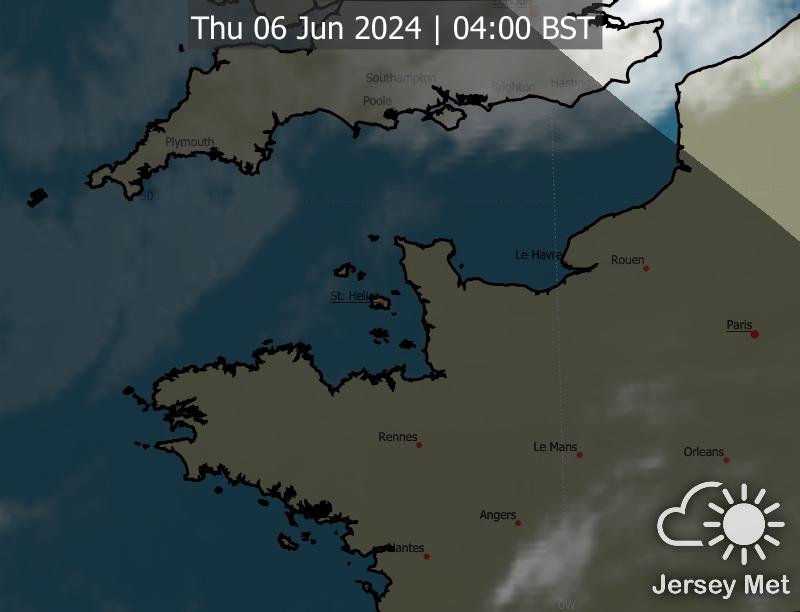 London
Thu 06 Jun 2024 | 04:00 BST
Southampton
Brighton
Hastings
Poole
Plymouth
50
Le Havre
Rouen
St. Helier
Paris
Rennes
Le Mans
Orleans
Angers
Nantes
0W
Jersey Met